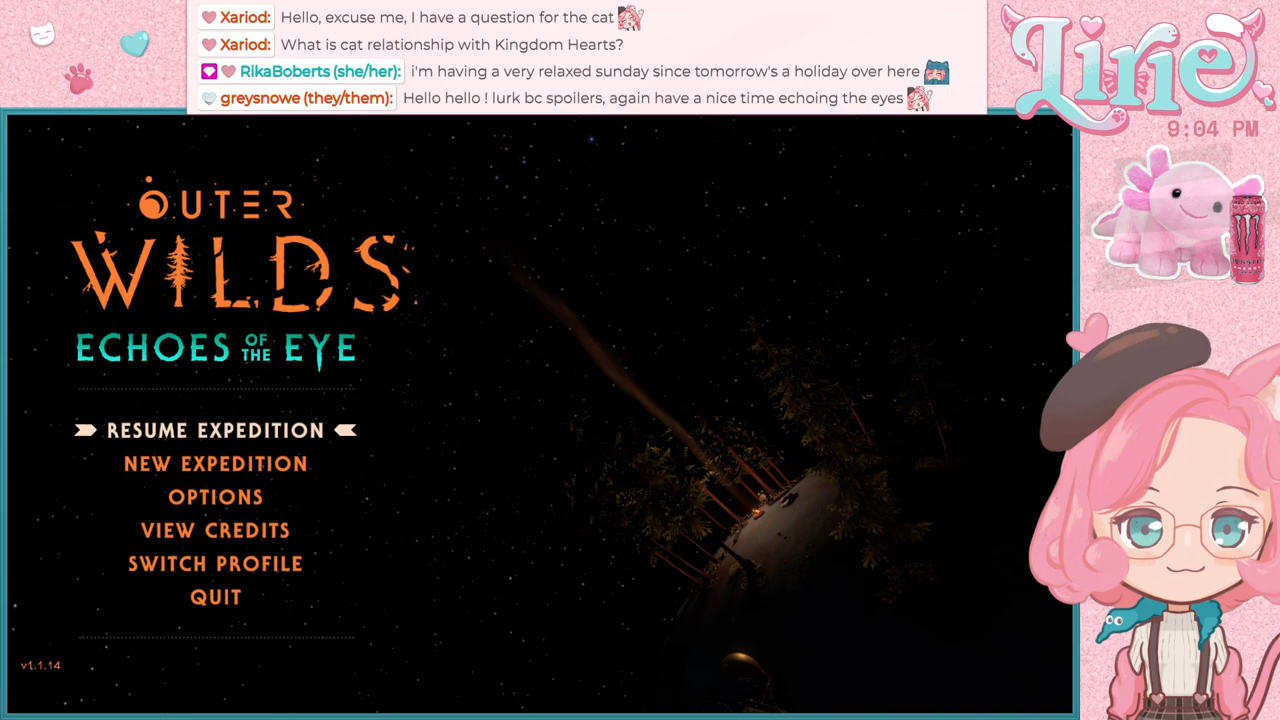 Xariod: Hello, excuse me, I have a question for the cat
Xariod: What is cat relationship with Kingdom Hearts?
RikaBoberts (she/her): i'm having a very relaxed sunday since tomorrow's a holiday over here
greysnowe (they/them): Hello hello ! lurk bc spoilers, again have a nice time echoing the eyes
Lirie
9:04 PM
OUTER
WILDS
ECHOES OF THE EYE
RESUME EXPEDITION
NEW EXPEDITION
OPTIONS
VIEW CREDITS
SWITCH PROFILE
QUIT
v1.1.14